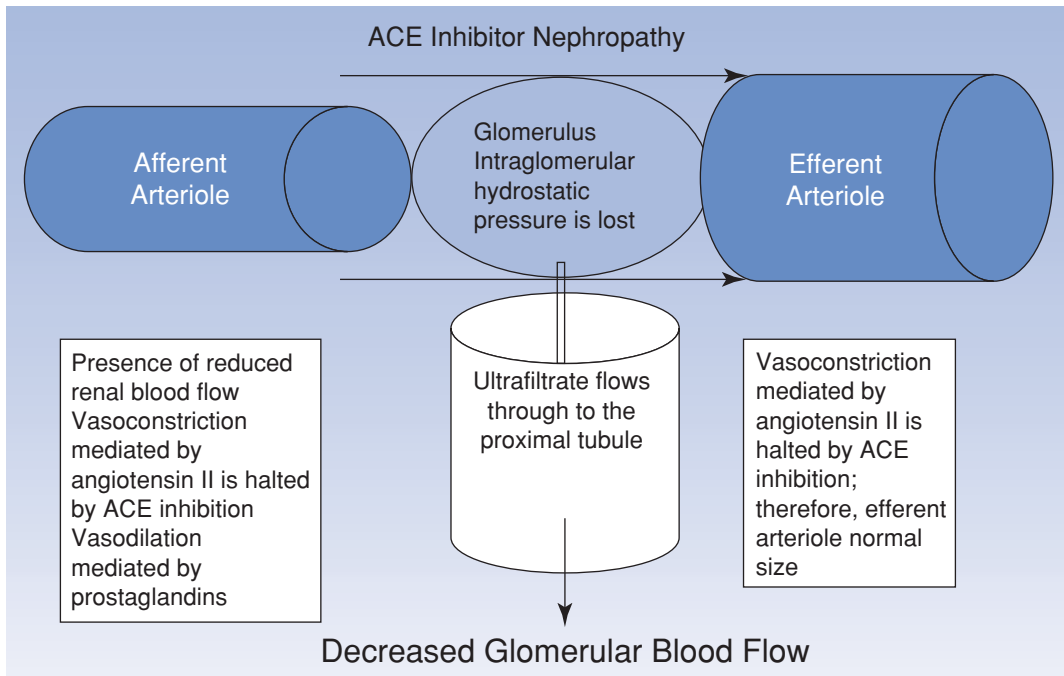 ACE Inhibitor Nephropathy
Afferent
Arteriole
Glomerulus
Intraglomerular
hydrostatic
pressure is lost
Efferent
Arteriole
Presence of reduced
renal blood flow
Vasoconstriction
mediated by
angiotensin II is halted
by ACE inhibition
Vasodilation
mediated by
prostaglandins
Ultrafiltrate flows
through to the
proximal tubule
Vasoconstriction
mediated by
angiotensin II is
halted by ACE
inhibition;
therefore, efferent
arteriole normal
size
Decreased Glomerular Blood Flow